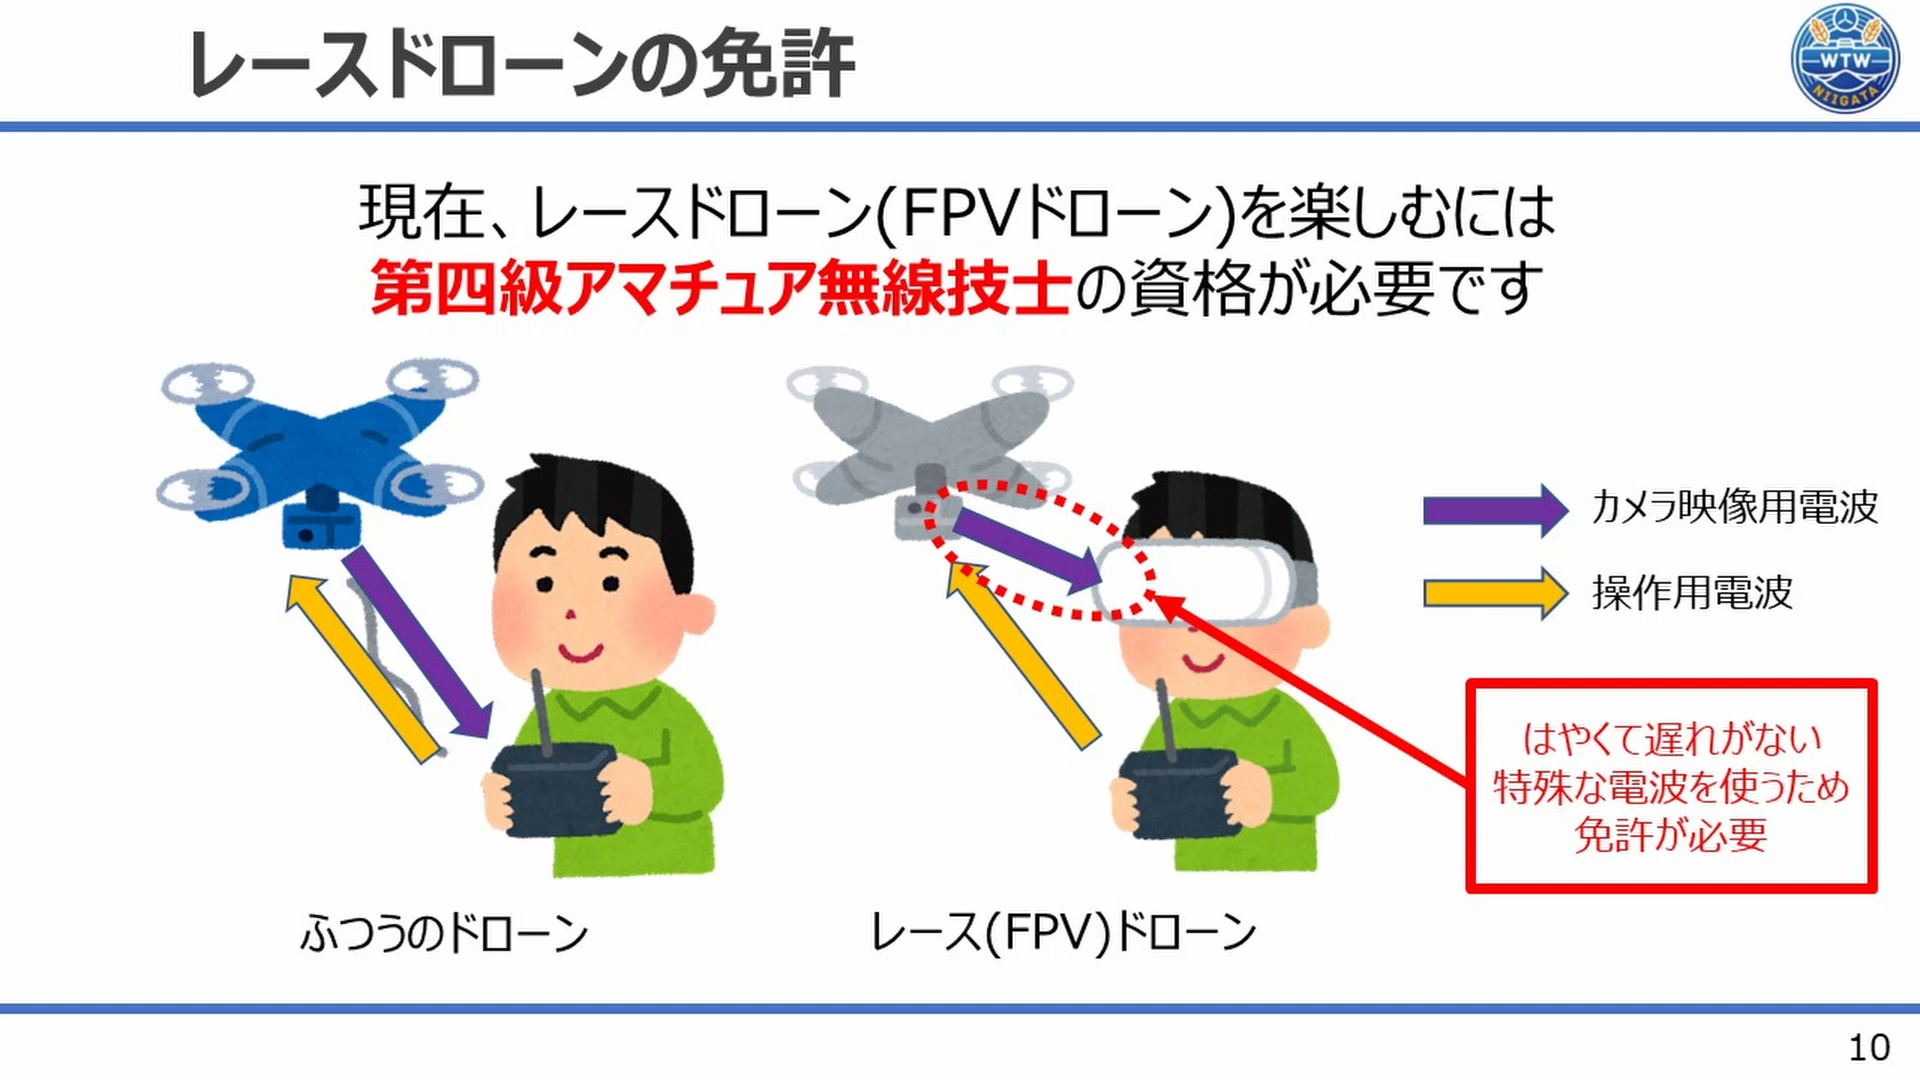 レースドローンの免許
WTW
NIIGATA
現在、レースドローン(FPVドローン)を楽しむには
第四級アマチュア無線技士の資格が必要です
カメラ映像用電波
操作用電波
はやくて遅れがない
特殊な電波を使うため
免許が必要
ふつうのドローン
レース(FPV)ドローン
10